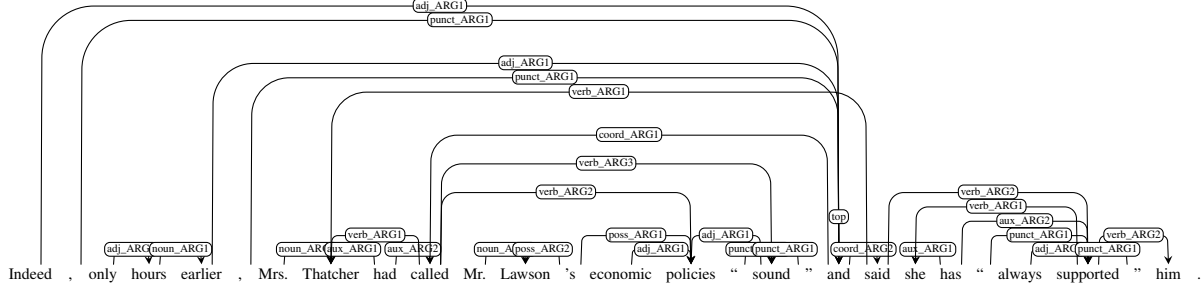 adj_ARG1
punct_ARG1
adj_ARG1
punct_ARG1
verb_ARG1
coord_ARG1
verb_ARG3
verb_ARG2 verb_ARG2
verb_ARG1
top aux_ARG2
verb_ARG1 poss_ARG1 adj_ARG1 punct_ARG1 verb_ARG2
noun_ARG1 aux_ARG1 aux_ARG2 poss_ARG2 adj_ARG1 punct_ARG1 coord_ARG2 aux_ARG1 punct_ARG1
Indeed , only hours earlier , Mrs. Thatcher had called Mr. Lawson 's economic policies “ sound ” and said she has “ always supported ” him .